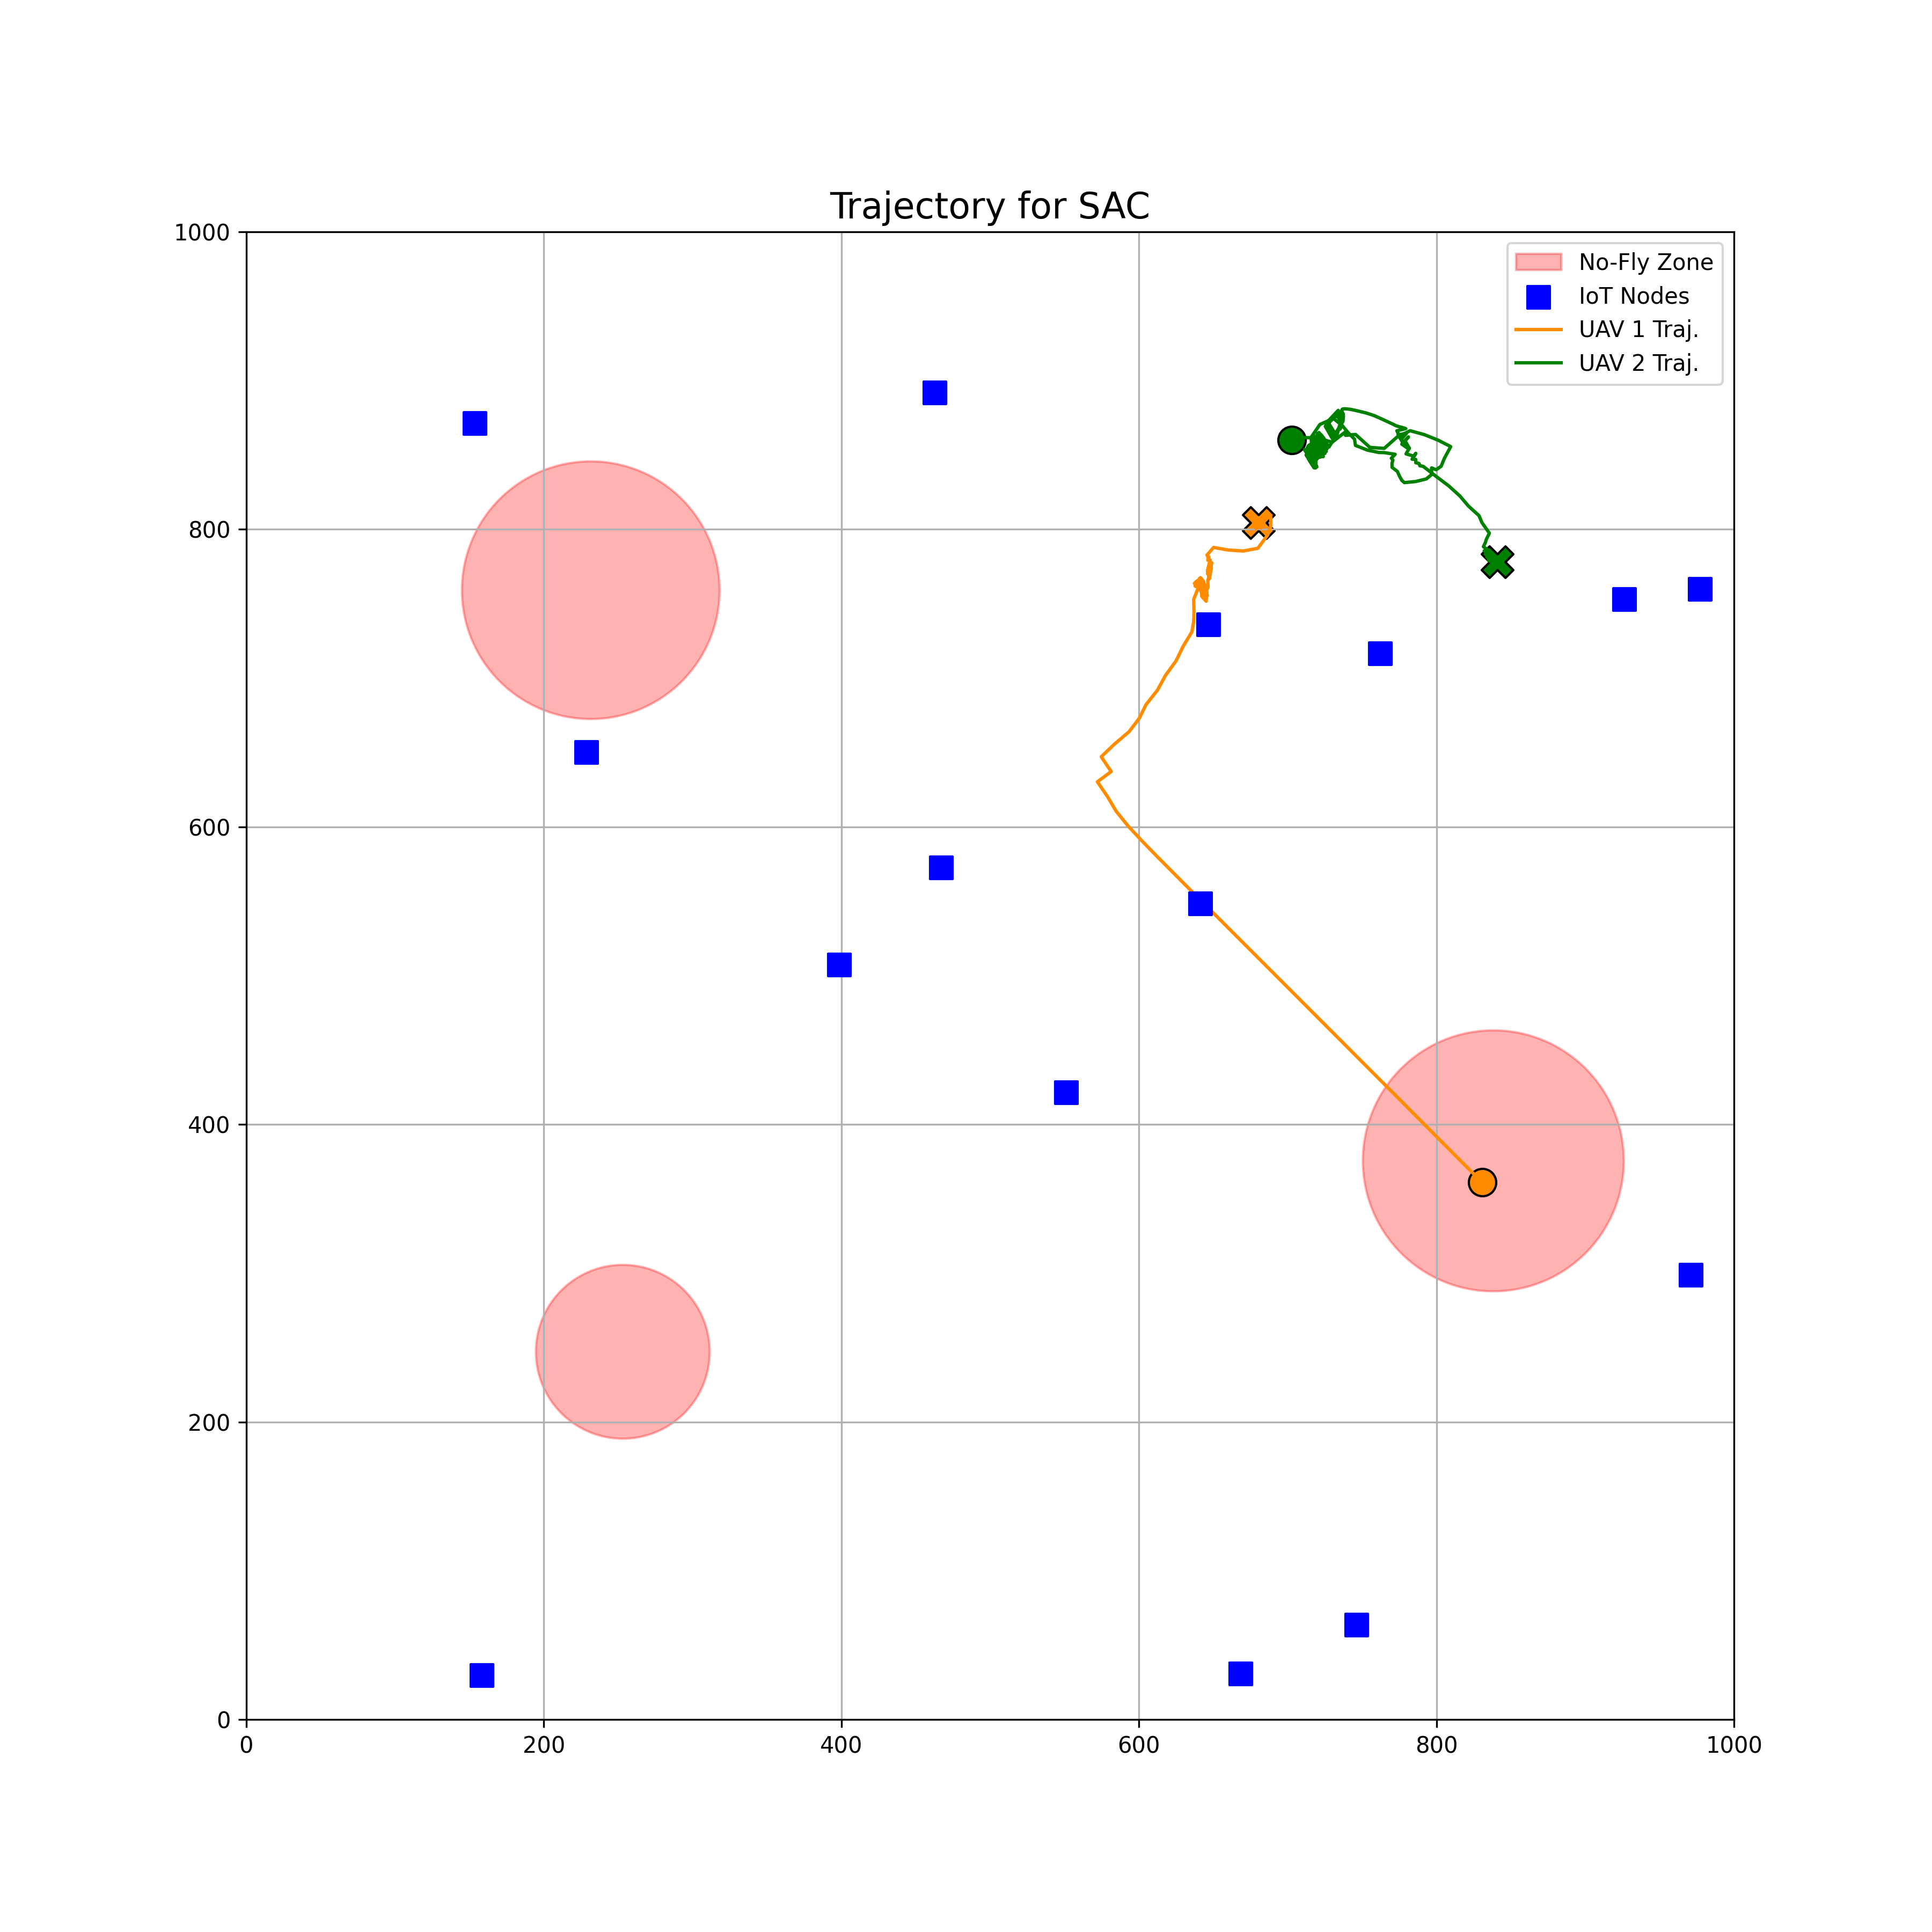 Trajectory for SAC
No-Fly Zone
IoT Nodes
UAV 1 Traj.
UAV 2 Traj.
1000
800
600
400
200
0
0 200 400 600 800 1000